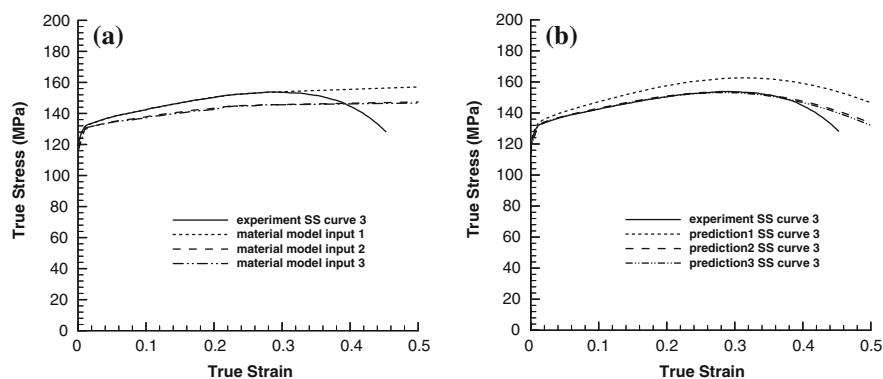 (a)
True Stress (MPa)
200
180
160
140
120
100
80
60
40
20
0
experiment SS curve 3
material model input 1
material model input 2
material model input 3
0 0.1 0.2 0.3 0.4 0.5
True Strain
(b)
True Stress (MPa)
200
180
160
140
120
100
80
60
40
20
0
experiment SS curve 3
prediction1 SS curve 3
prediction2 SS curve 3
prediction3 SS curve 3
0 0.1 0.2 0.3 0.4 0.5
True Strain